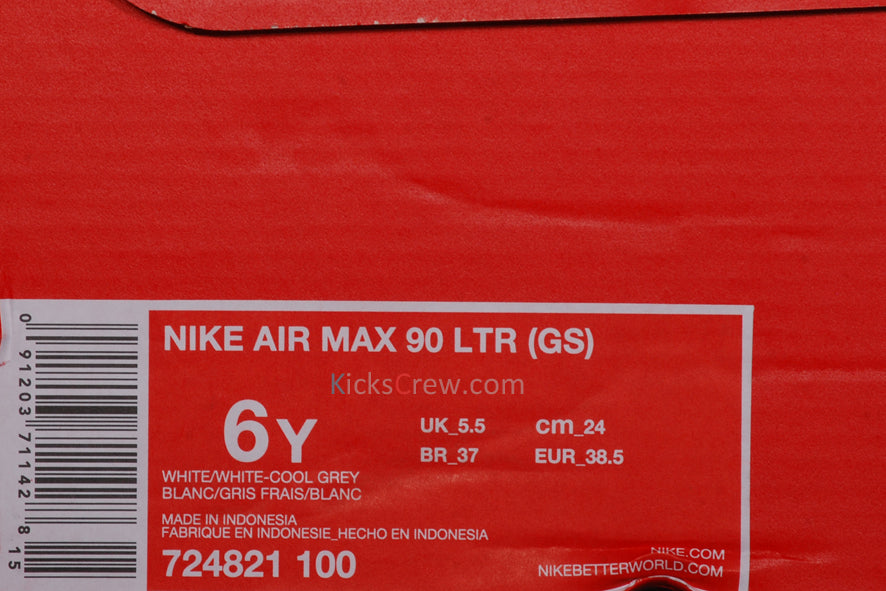 NIKE AIR MAX 90 LTR (GS)
KicksCrew.com
6Y
UK_5.5 cm_24
BR_37 EUR_38.5
WHITE/WHITE-COOL GREY
BLANC/GRIS FRAIS/BLANC
MADE IN INDONESIA
FABRIQUE EN INDONESIE_HECHO EN INDONESIA
724821 100
NIKE.COM
NIKEBETTERWORLD.COM
0 91203 71142 8 15